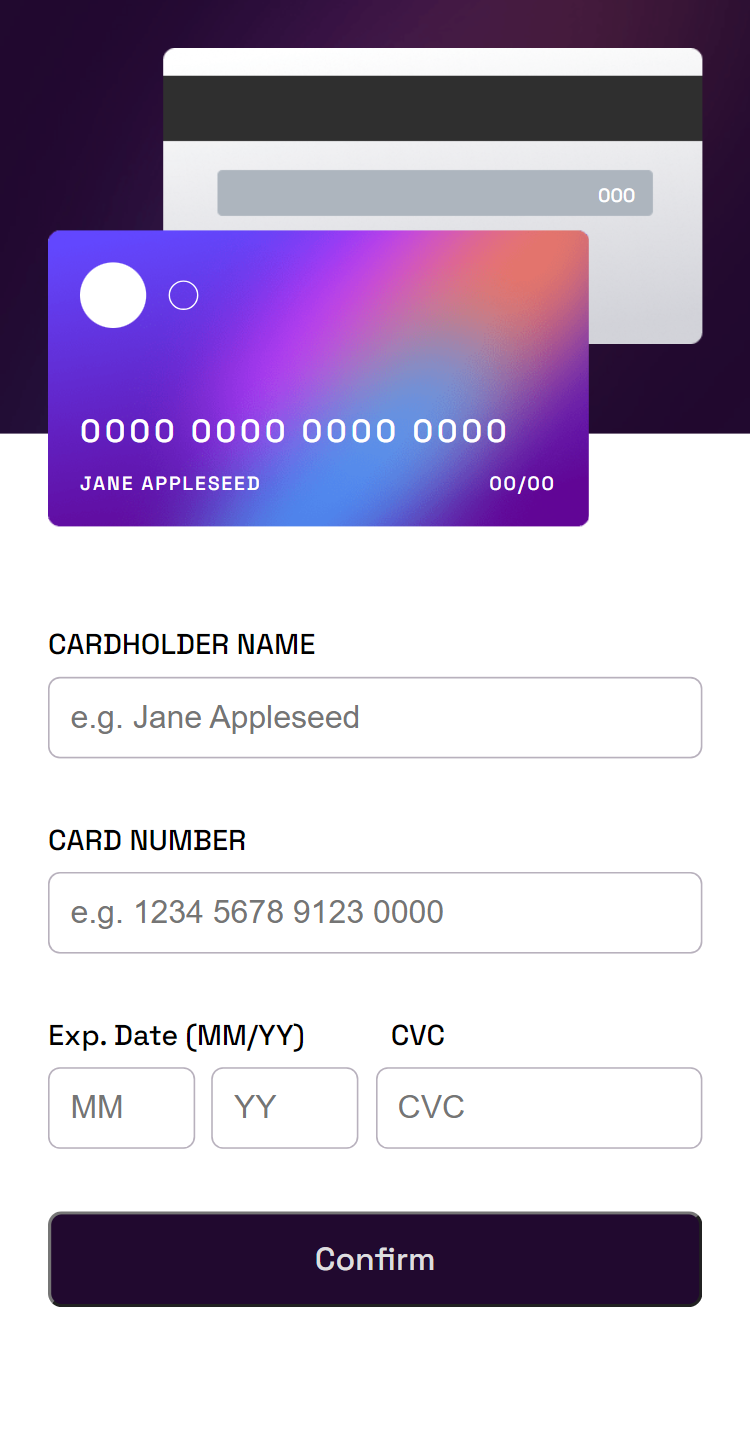 000
0000 0000 0000 0000
JANE APPLESEED 00/00
CARDHOLDER NAME
e.g. Jane Appleseed
CARD NUMBER
e.g. 1234 5678 9123 0000
Exp. Date (MM/YY) CVC
MM YY CVC
Confirm